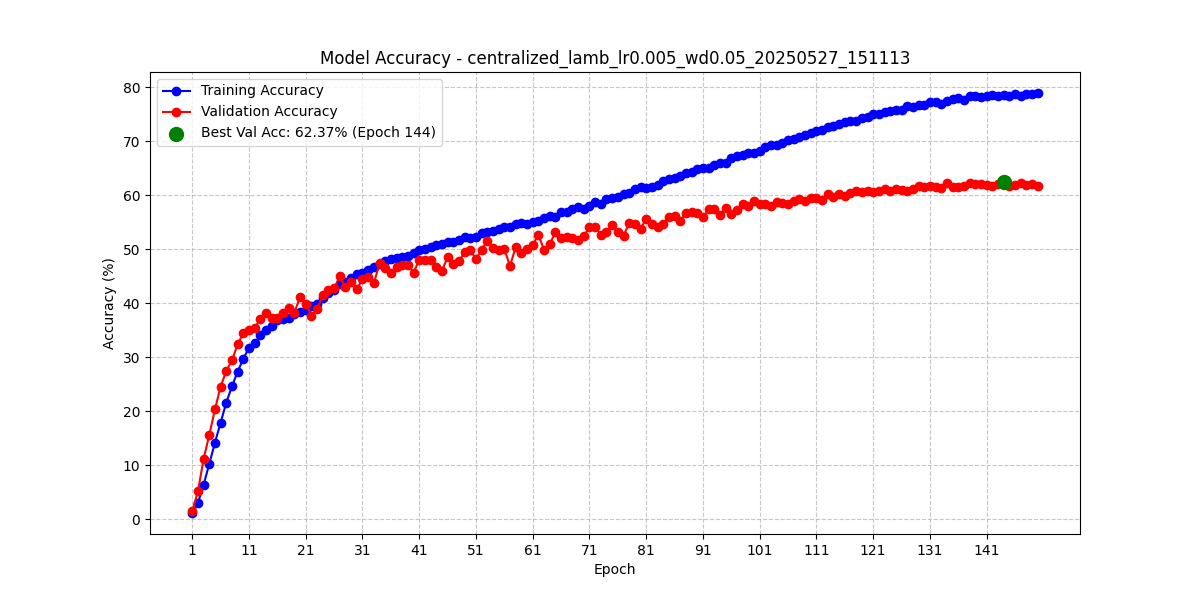 Model Accuracy - centralized_lamb_lr0.005_wd0.05_20250527_151113
Training Accuracy
Validation Accuracy
Best Val Acc: 62.37% (Epoch 144)
80
70
60
50
40
30
20
10
0
Accuracy (%)
1 11 21 31 41 51 61 71 81 91 101 111 121 131 141
Epoch